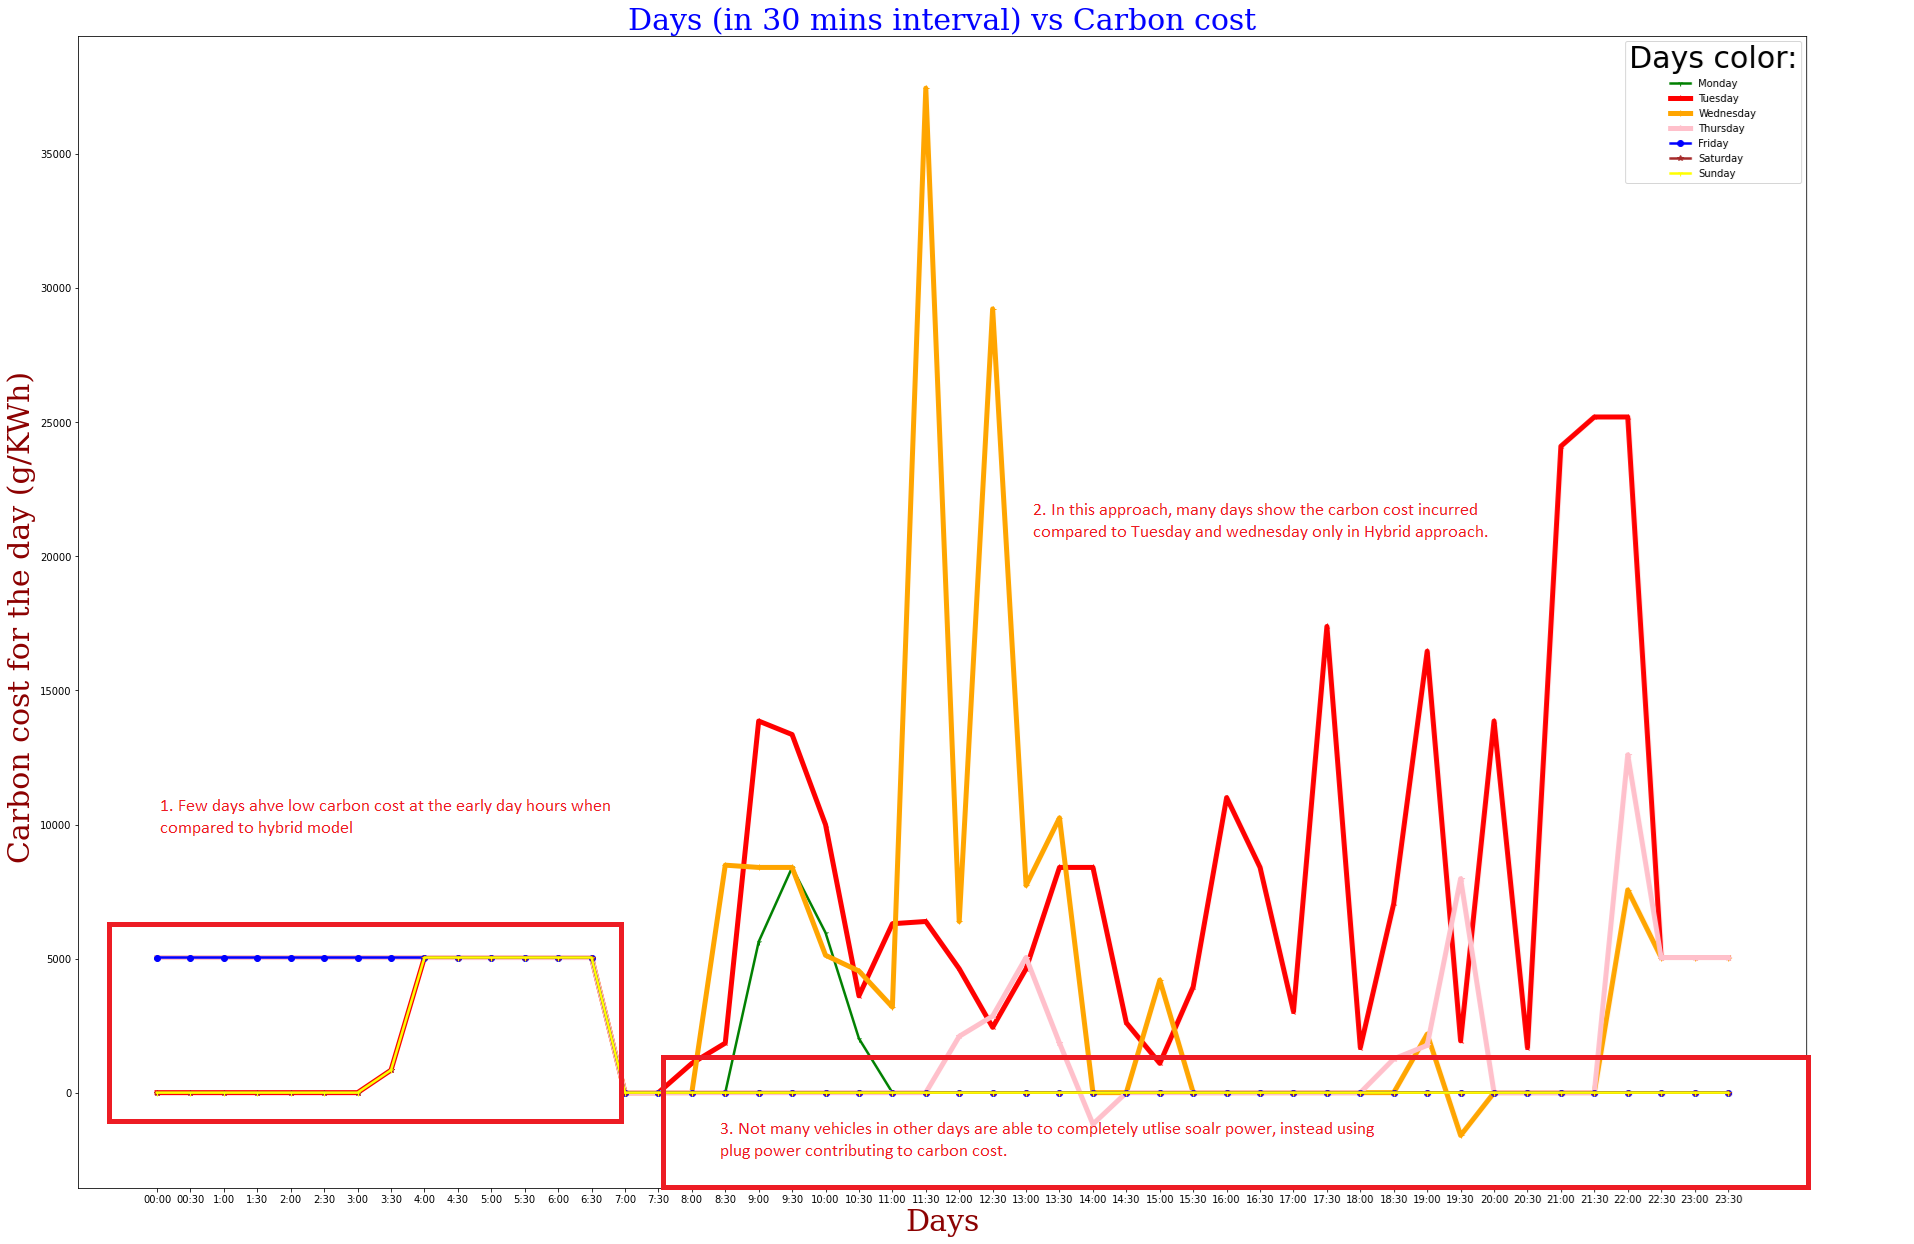 Days (in 30 mins interval) vs Carbon cost
Days color:
Monday
Tuesday
Wednesday
Thursday
Friday
Saturday
Sunday
Carbon cost for the day (g/KWh)
35000
30000
25000
20000
15000
10000
5000
0
2. In this approach, many days show the carbon cost incurred
compared to Tuesday and wednesday only in Hybrid approach.
1. Few days ahve low carbon cost at the early day hours when
compared to hybrid model
3. Not many vehicles in other days are able to completely utlise soalr power, instead using
plug power contributing to carbon cost.
00:00 00:30 1:00 1:30 2:00 2:30 3:00 3:30 4:00 4:30 5:00 5:30 6:00 6:30 7:00 7:30 8:00 8:30 9:00 9:30 10:00 10:30 11:00 11:30 12:00 12:30 13:00 13:30 14:00 14:30 15:00 15:30 16:00 16:30 17:00 17:30 18:00 18:30 19:00 19:30 20:00 20:30 21:00 21:30 22:00 22:30 23:00 23:30
Days